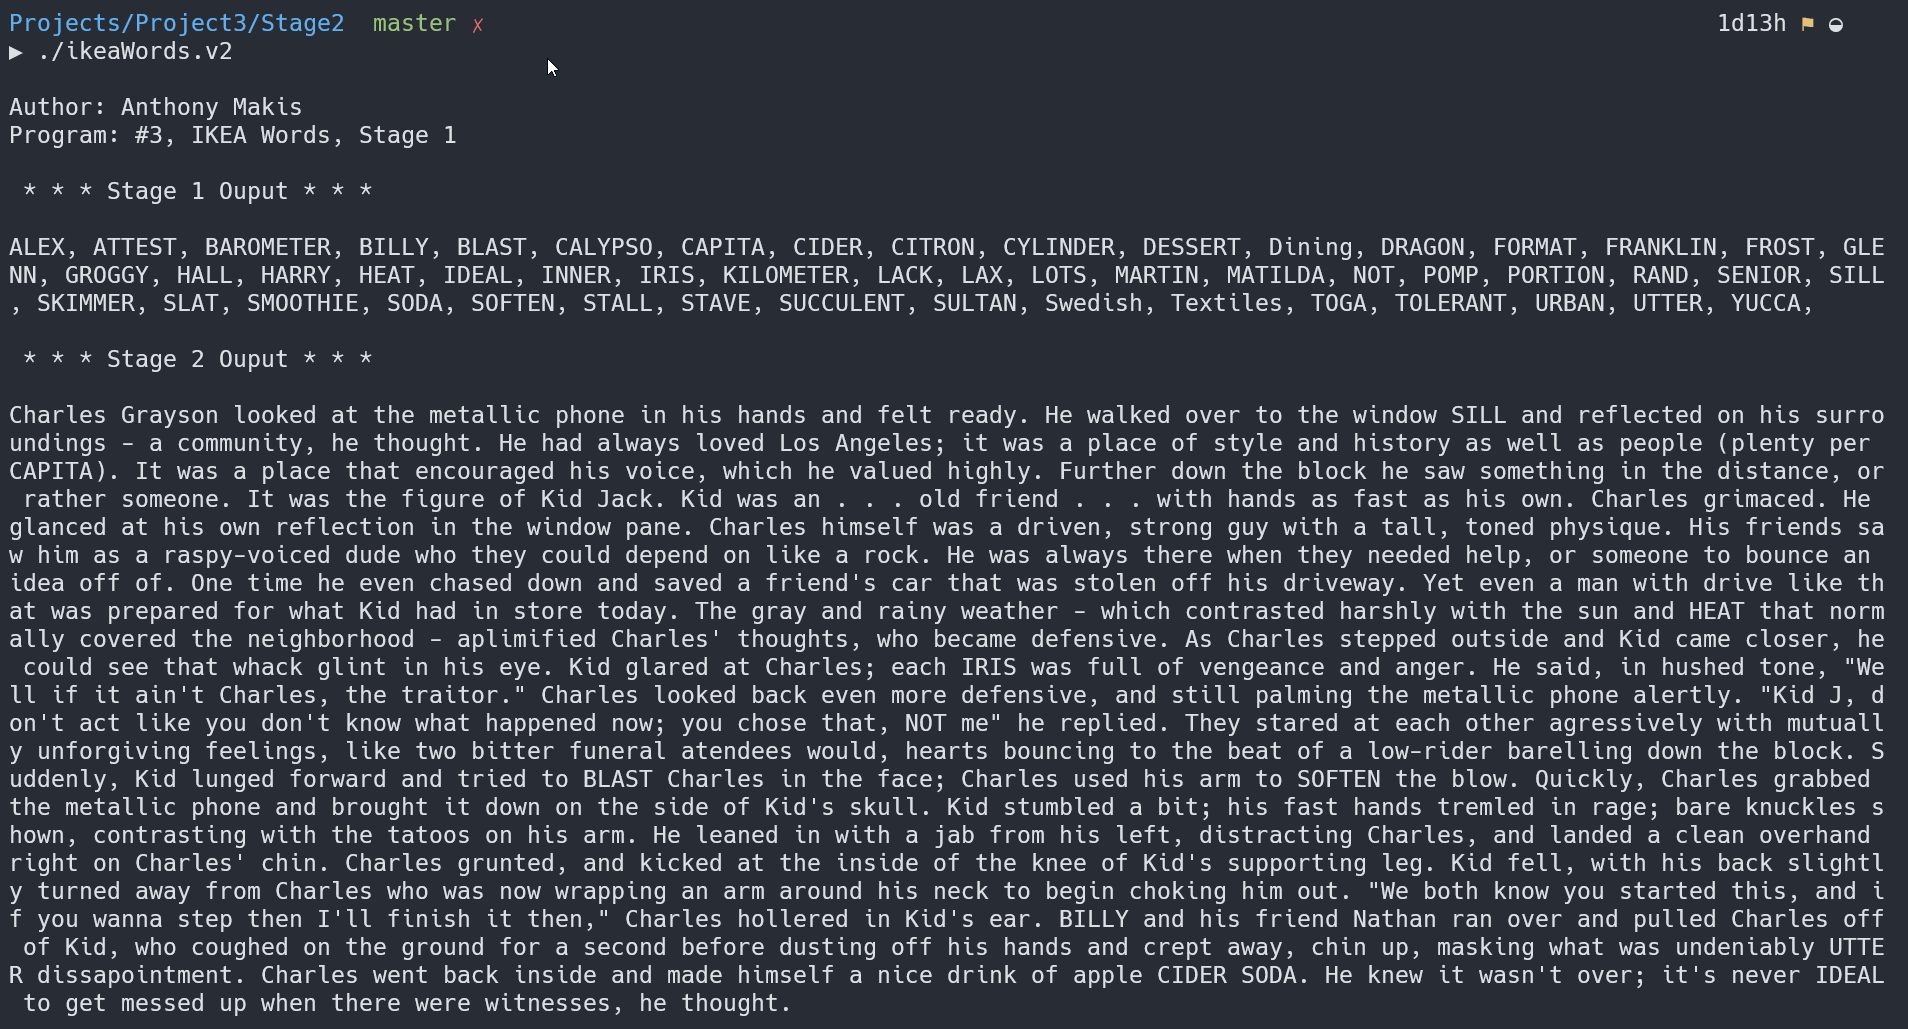 Projects/Project3/Stage2  master ✗ 1d13h ⚑ ◒
▶ ./ikeaWords.v2
Author: Anthony Makis
Program: #3, IKEA Words, Stage 1
 * * * Stage 1 Ouput * * *
ALEX, ATTEST, BAROMETER, BILLY, BLAST, CALYPSO, CAPITA, CIDER, CITRON, CYLINDER, DESSERT, Dining, DRAGON, FORMAT, FRANKLIN, FROST, GLE
NN, GROGGY, HALL, HARRY, HEAT, IDEAL, INNER, IRIS, KILOMETER, LACK, LAX, LOTS, MARTIN, MATILDA, NOT, POMP, PORTION, RAND, SENIOR, SILL
, SKIMMER, SLAT, SMOOTHIE, SODA, SOFTEN, STALL, STAVE, SUCCULENT, SULTAN, Swedish, Textiles, TOGA, TOLERANT, URBAN, UTTER, YUCCA,
 * * * Stage 2 Ouput * * *
Charles Grayson looked at the metallic phone in his hands and felt ready. He walked over to the window SILL and reflected on his surro
undings - a community, he thought. He had always loved Los Angeles; it was a place of style and history as well as people (plenty per
CAPITA). It was a place that encouraged his voice, which he valued highly. Further down the block he saw something in the distance, or
 rather someone. It was the figure of Kid Jack. Kid was an . . . old friend . . . with hands as fast as his own. Charles grimaced. He
glanced at his own reflection in the window pane. Charles himself was a driven, strong guy with a tall, toned physique. His friends sa
w him as a raspy-voiced dude who they could depend on like a rock. He was always there when they needed help, or someone to bounce an
idea off of. One time he even chased down and saved a friend's car that was stolen off his driveway. Yet even a man with drive like th
at was prepared for what Kid had in store today. The gray and rainy weather - which contrasted harshly with the sun and HEAT that norm
ally covered the neighborhood - aplimified Charles' thoughts, who became defensive. As Charles stepped outside and Kid came closer, he
 could see that whack glint in his eye. Kid glared at Charles; each IRIS was full of vengeance and anger. He said, in hushed tone, "We
ll if it ain't Charles, the traitor." Charles looked back even more defensive, and still palming the metallic phone alertly. "Kid J, d
on't act like you don't know what happened now; you chose that, NOT me" he replied. They stared at each other agressively with mutuall
y unforgiving feelings, like two bitter funeral atendees would, hearts bouncing to the beat of a low-rider barelling down the block. S
uddenly, Kid lunged forward and tried to BLAST Charles in the face; Charles used his arm to SOFTEN the blow. Quickly, Charles grabbed
the metallic phone and brought it down on the side of Kid's skull. Kid stumbled a bit; his fast hands tremled in rage; bare knuckles s
hown, contrasting with the tatoos on his arm. He leaned in with a jab from his left, distracting Charles, and landed a clean overhand
right on Charles' chin. Charles grunted, and kicked at the inside of the knee of Kid's supporting leg. Kid fell, with his back slightl
y turned away from Charles who was now wrapping an arm around his neck to begin choking him out. "We both know you started this, and i
f you wanna step then I'll finish it then," Charles hollered in Kid's ear. BILLY and his friend Nathan ran over and pulled Charles off
 of Kid, who coughed on the ground for a second before dusting off his hands and crept away, chin up, masking what was undeniably UTTE
R dissapointment. Charles went back inside and made himself a nice drink of apple CIDER SODA. He knew it wasn't over; it's never IDEAL
 to get messed up when there were witnesses, he thought.